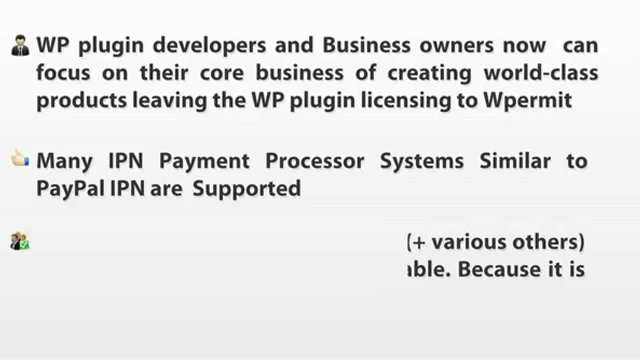 WP plugin developers and Business owners now can
focus on their core business of creating world-class
products leaving the WP plugin licensing to Wpermit
Many IPN Payment Processor Systems Similar to
PayPal IPN are Supported
(+ various others)
Because it is